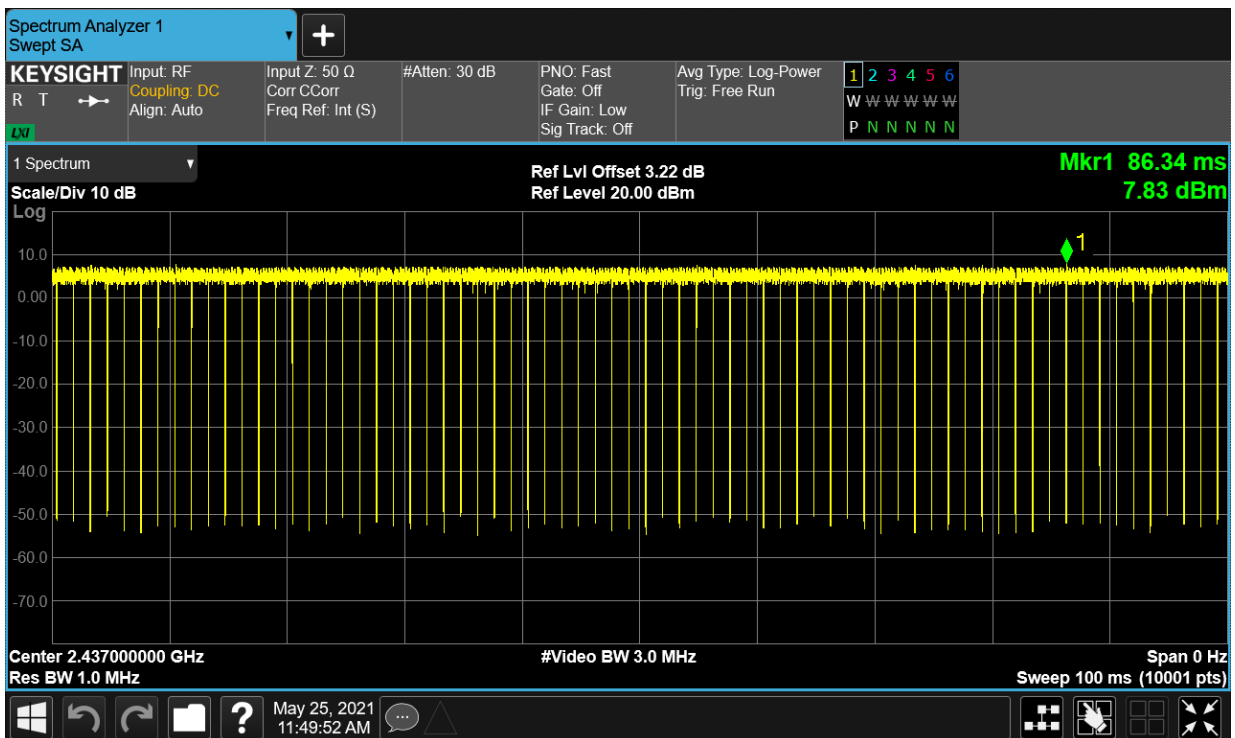 Spectrum Analyzer 1
Swept SA
KEYSIGHT
R T
LXI
Input: RF
Coupling: DC
Align: Auto
Input Z: 50 Ω
Corr CCorr
Freq Ref: Int (S)
#Atten: 30 dB
PNO: Fast
Gate: Off
IF Gain: Low
Sig Track: Off
Avg Type: Log-Power
Trig: Free Run
1 2 3 4 5 6
W W W W W W
P N N N N N
1 Spectrum
Scale/Div 10 dB
Ref Lvl Offset 3.22 dB
Ref Level 20.00 dBm
Mkr1 86.34 ms
7.83 dBm
Log
1
10.0
0.00
-10.0
-20.0
-30.0
-40.0
-50.0
-60.0
-70.0
Center 2.437000000 GHz
#Video BW 3.0 MHz
Span 0 Hz
Res BW 1.0 MHz
Sweep 100 ms (10001 pts)
?
May 25, 2021
11:49:52 AM